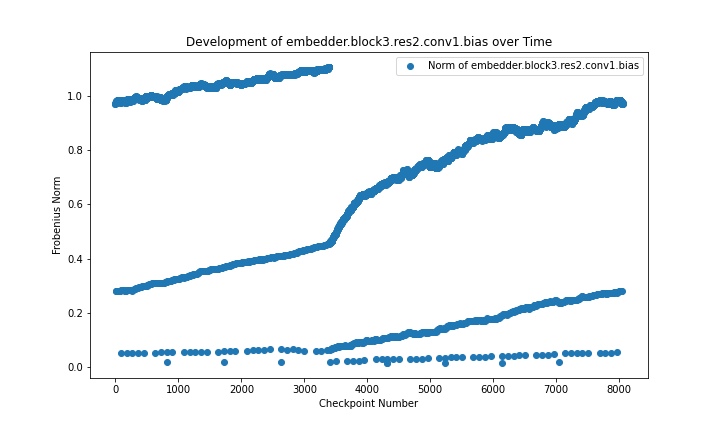 Development of embedder.block3.res2.conv1.bias over Time
Norm of embedder.block3.res2.conv1.bias
Frobenius Norm
1.0
0.8
0.6
0.4
0.2
0.0
0 1000 2000 3000 4000 5000 6000 7000 8000
Checkpoint Number